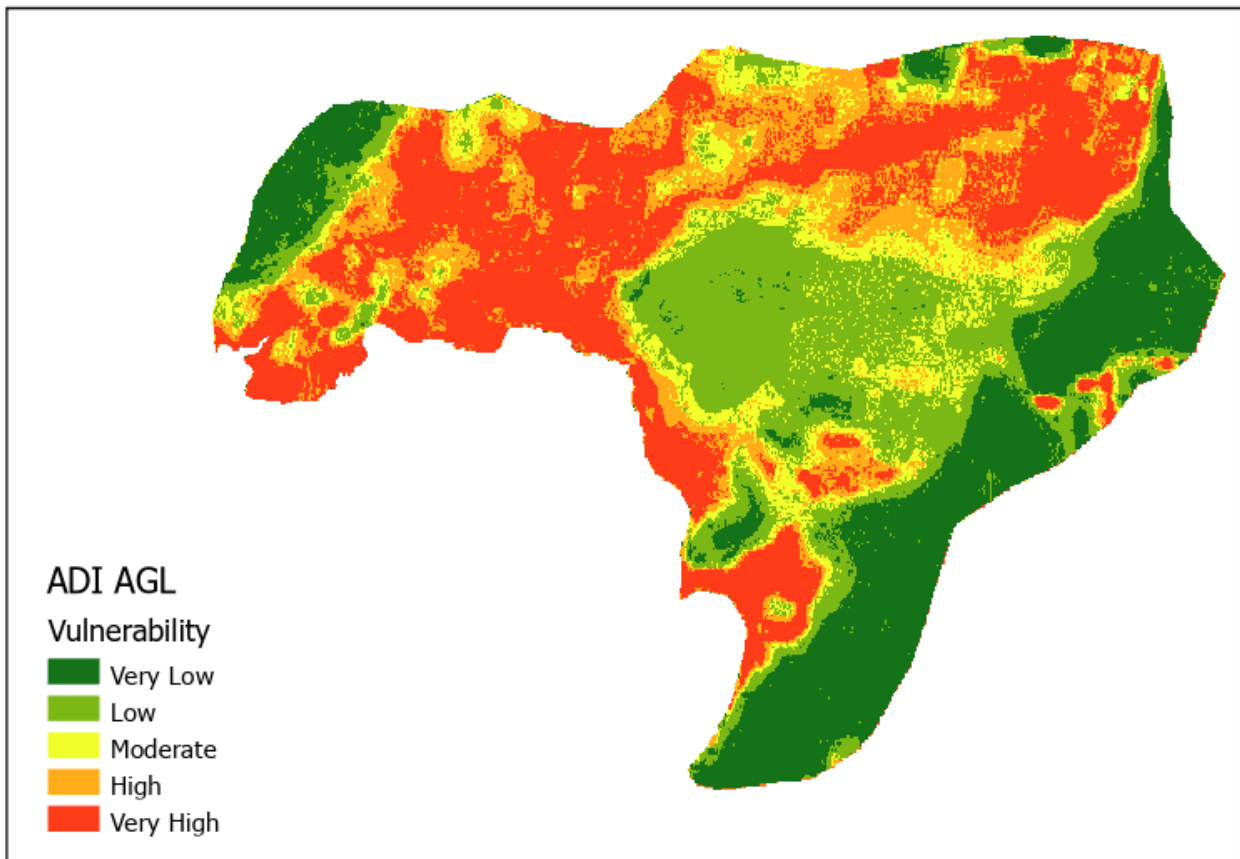 ADI AGL
Vulnerability
Very Low
Low
Moderate
High
Very High